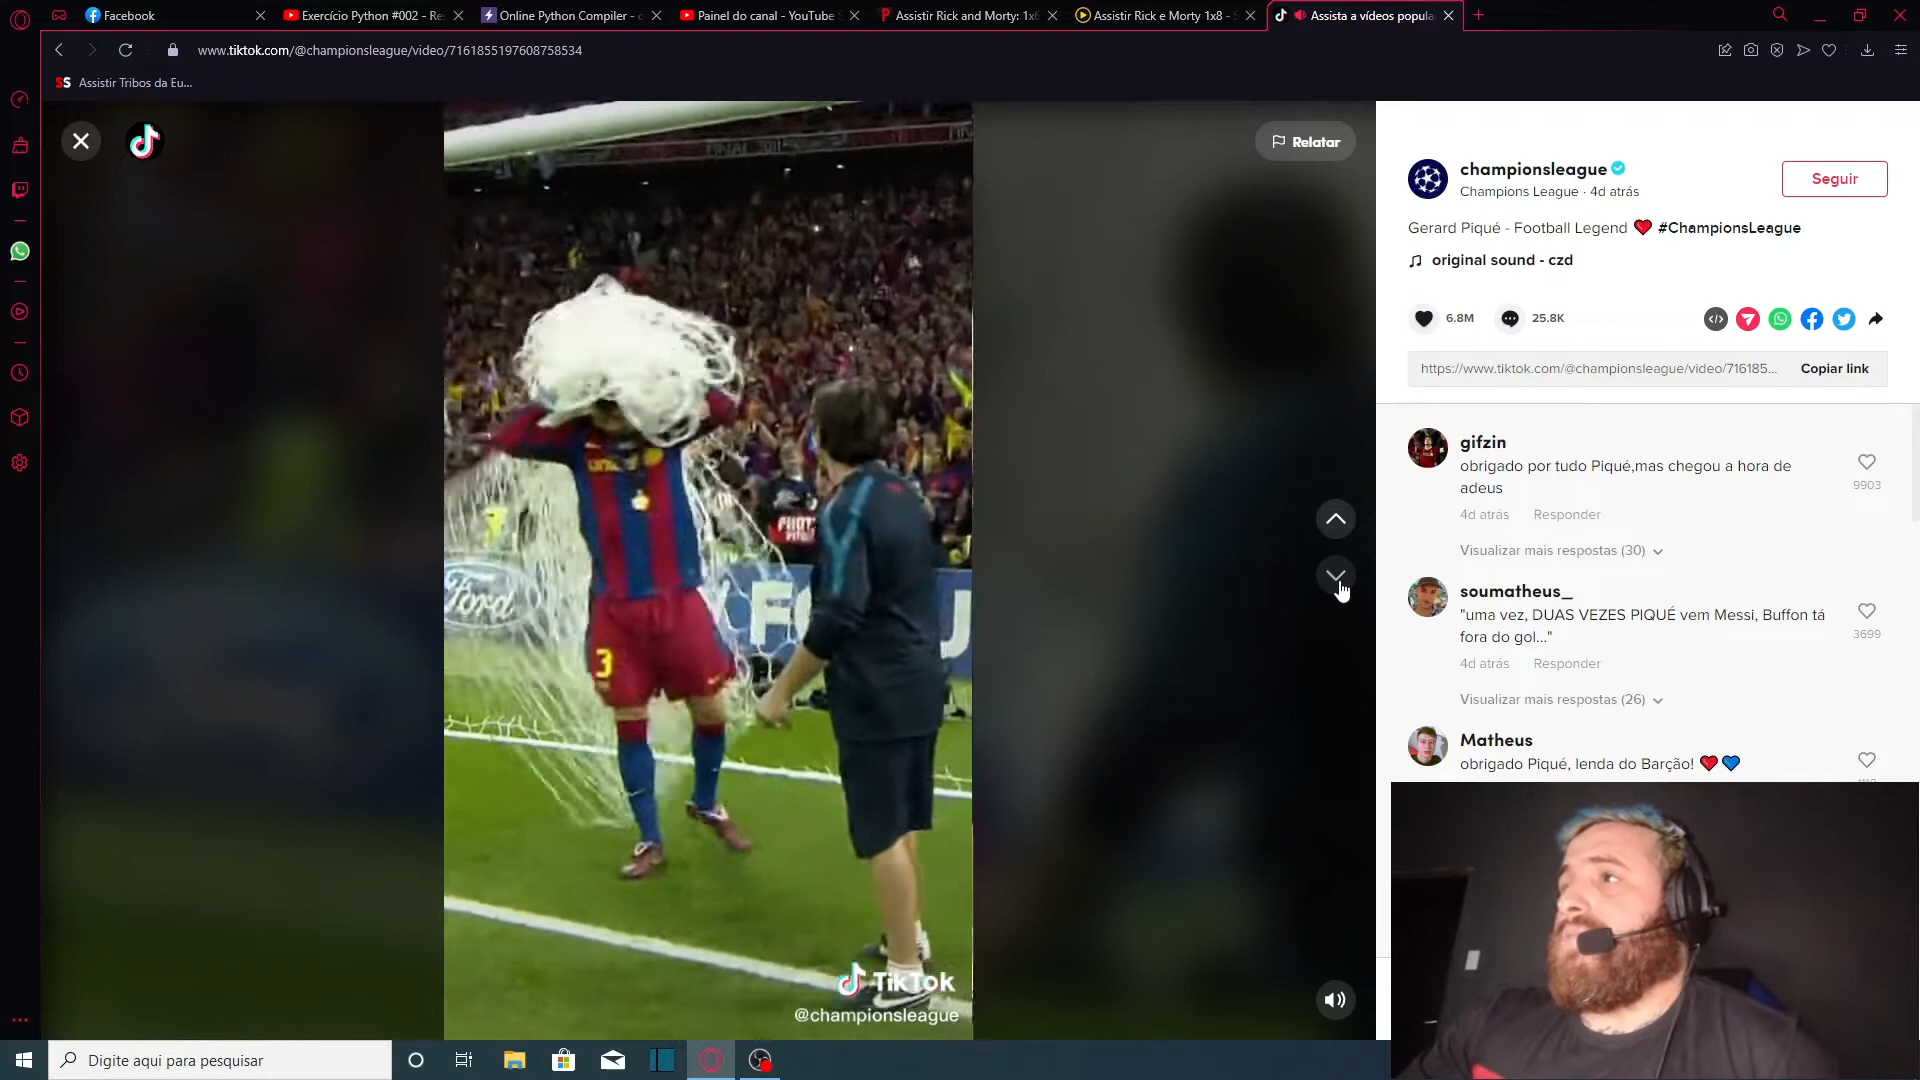 Facebook
Exercício Python #002 - Re
Online Python Compiler - c
Painel do canal - YouTube
Assistir Rick and Morty: 1x6
Assistir Rick e Morty 1x8 -
Assista a vídeos popula
www.tiktok.com/@championsleague/video/7161855197608758534
SS Assistir Tribos da Eu...
Relatar
championsleague
Champions League · 4d atrás
Seguir
Gerard Piqué - Football Legend ❤️ #ChampionsLeague
original sound - czd
6.8M
25.8K
https://www.tiktok.com/@championsleague/video/716185...
Copiar link
gifzin
obrigado por tudo Piqué,mas chegou a hora de
adeus
9903
4d atrás Responder
Visualizar mais respostas (30)
soumatheus_
"uma vez, DUAS VEZES PIQUÉ vem Messi, Buffon tá
fora do gol..."
3699
4d atrás Responder
Visualizar mais respostas (26)
Matheus
obrigado Piqué, lenda do Barção! ❤️💙
Ford
3
TikTok
@championsleague
Digite aqui para pesquisar